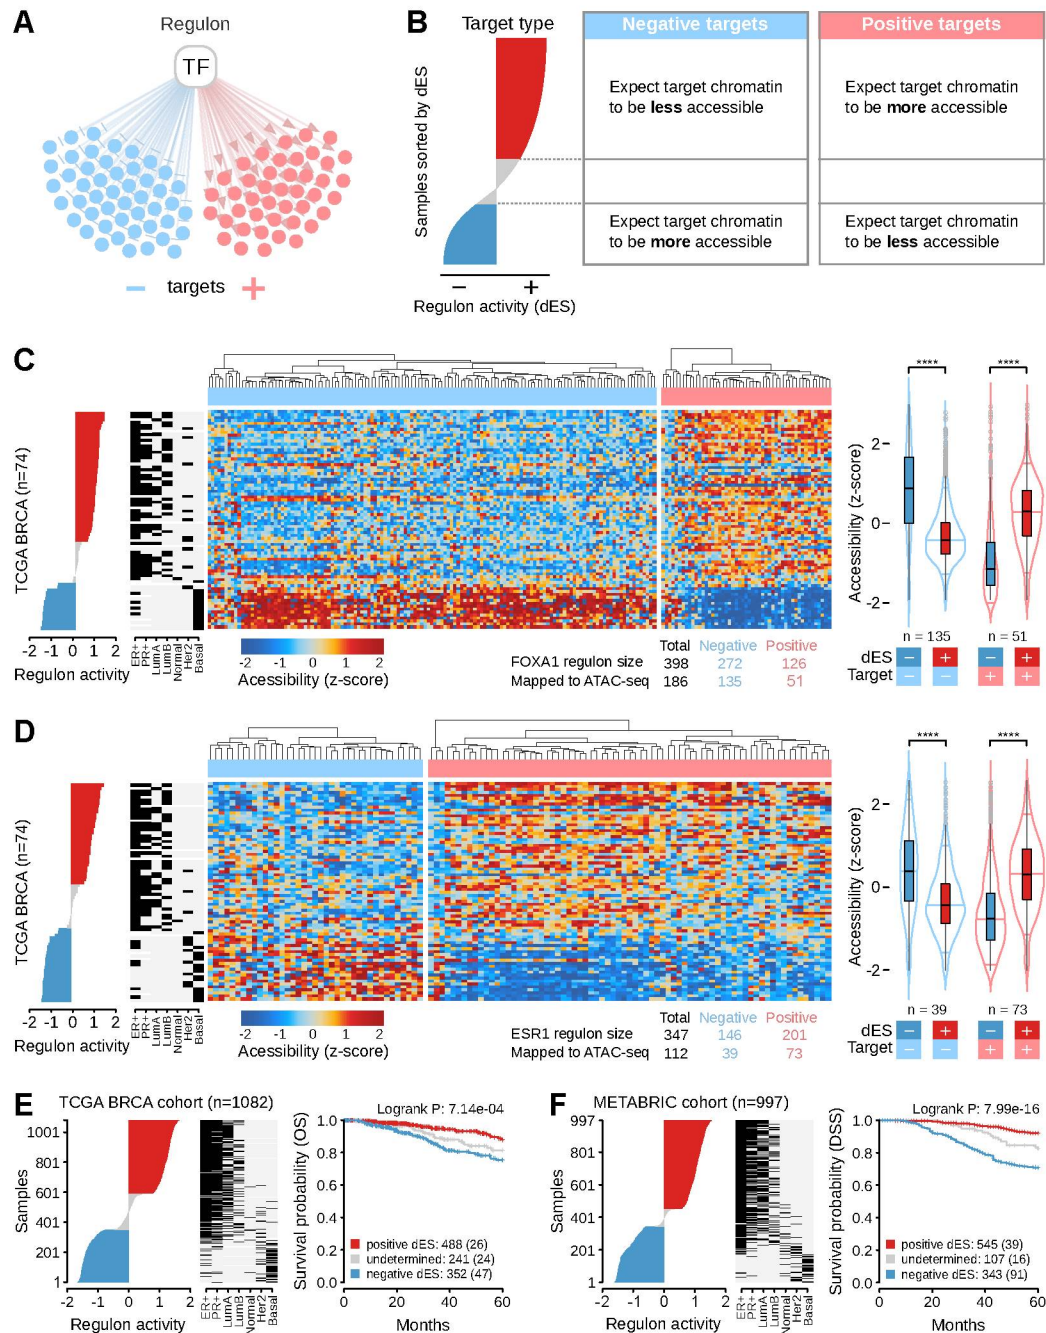 A
Regulon
TF
− targets +
B
Target type
Samples sorted by dES
− +
Regulon activity (dES)
Negative targets
Positive targets
Expect target chromatin
to be less accessible
Expect target chromatin
to be more accessible
Expect target chromatin
to be more accessible
Expect target chromatin
to be less accessible
C
TCGA BRCA (n=74)
-2 -1 0 1 2
Regulon activity
ER+
PR+
LumA
LumB
Normal
Her2
Basal
-2 -1 0 1 2
Acessibility (z-score)
Total Negative Positive
FOXA1 regulon size 398 272 126
Mapped to ATAC-seq 186 135 51
**** ****
Accessibility (z-score)
2
0
-2
n = 135 n = 51
dES − + − +
Target − − + +
D
TCGA BRCA (n=74)
-2 -1 0 1 2
Regulon activity
ER+
PR+
LumA
LumB
Normal
Her2
Basal
-2 -1 0 1 2
Acessibility (z-score)
Total Negative Positive
ESR1 regulon size 347 146 201
Mapped to ATAC-seq 112 39 73
**** ****
Accessibility (z-score)
2
0
-2
n = 39 n = 73
dES − + − +
Target − − + +
E
TCGA BRCA cohort (n=1082)
Samples
1001
801
601
401
201
1
-2 -1 0 1 2
Regulon activity
ER+
PR+
LumA
LumB
Normal
Her2
Basal
Logrank P: 7.14e-04
Survival probability (OS)
1.0
0.8
0.6
0.4
0.2
0.0
positive dES: 488 (26)
undetermined: 241 (24)
negative dES: 352 (47)
0 20 40 60
Months
F
METABRIC cohort (n=997)
Samples
997
801
601
401
201
1
-2 -1 0 1 2
Regulon activity
ER+
PR+
LumA
LumB
Normal
Her2
Basal
Logrank P: 7.99e-16
Survival probability (DSS)
1.0
0.8
0.6
0.4
0.2
0.0
positive dES: 545 (39)
undetermined: 107 (16)
negative dES: 343 (91)
0 20 40 60
Months